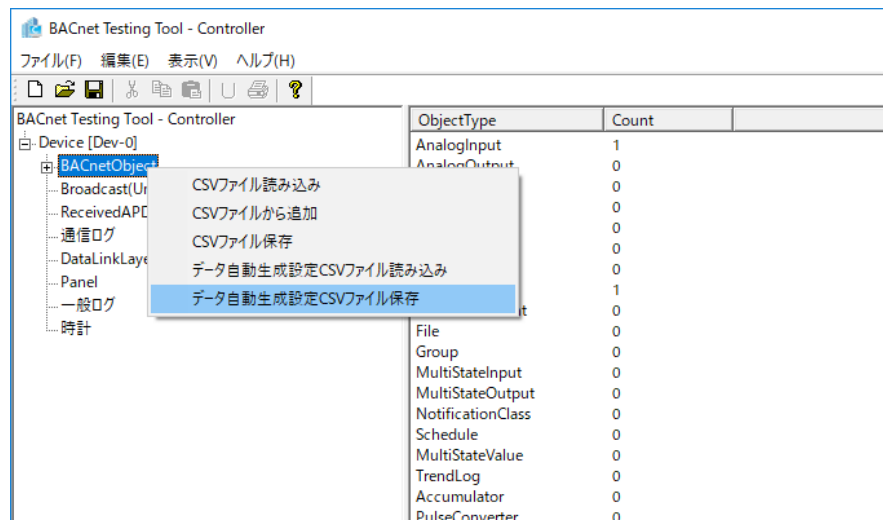 BACnet Testing Tool - Controller
ファイル(F) 編集(E) 表示(V) ヘルプ(H)
BACnet Testing Tool - Controller
Device [Dev-0]
BACnetObject
Broadcast(Un
ReceivedAPD
通信ログ
DataLinkLaye
Panel
一般ログ
時計
CSVファイル読み込み
CSVファイルから追加
CSVファイル保存
データ自動生成設定CSVファイル読み込み
データ自動生成設定CSVファイル保存
ObjectType Count
AnalogInput 1
AnalogOutput 0
0
0
0
0
0
1
t 0
File 0
Group 0
MultiStateInput 0
MultiStateOutput 0
NotificationClass 0
Schedule 0
MultiStateValue 0
TrendLog 0
Accumulator 0
PulseConverter 0